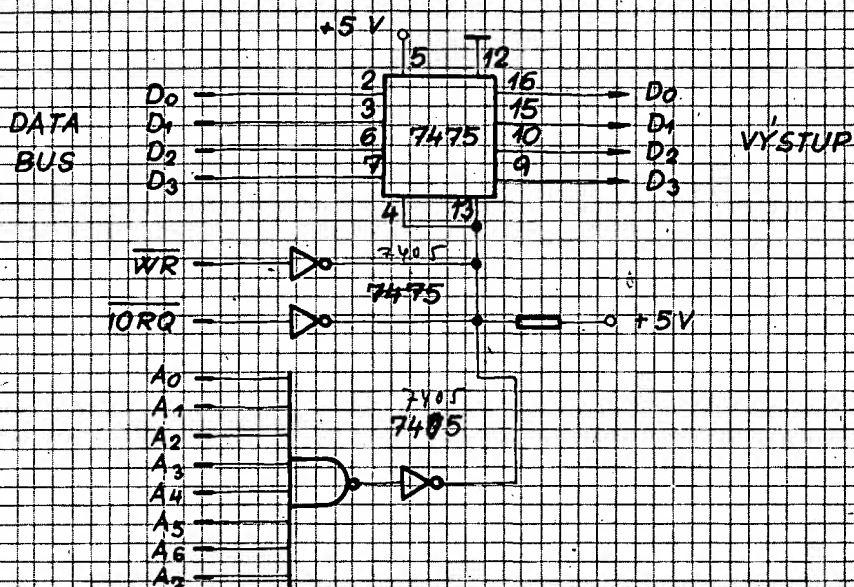 +5 V
5
12
D0
2
16
D0
DATA
BUS
D1
3
15
D1
7475
VÝSTUP
D2
6
10
D2
D3
7
9
D3
4
13
WR
7405
7475
IORQ
+5V
A0
A1
7405
7405
A2
A3
A4
A5
A6
A7